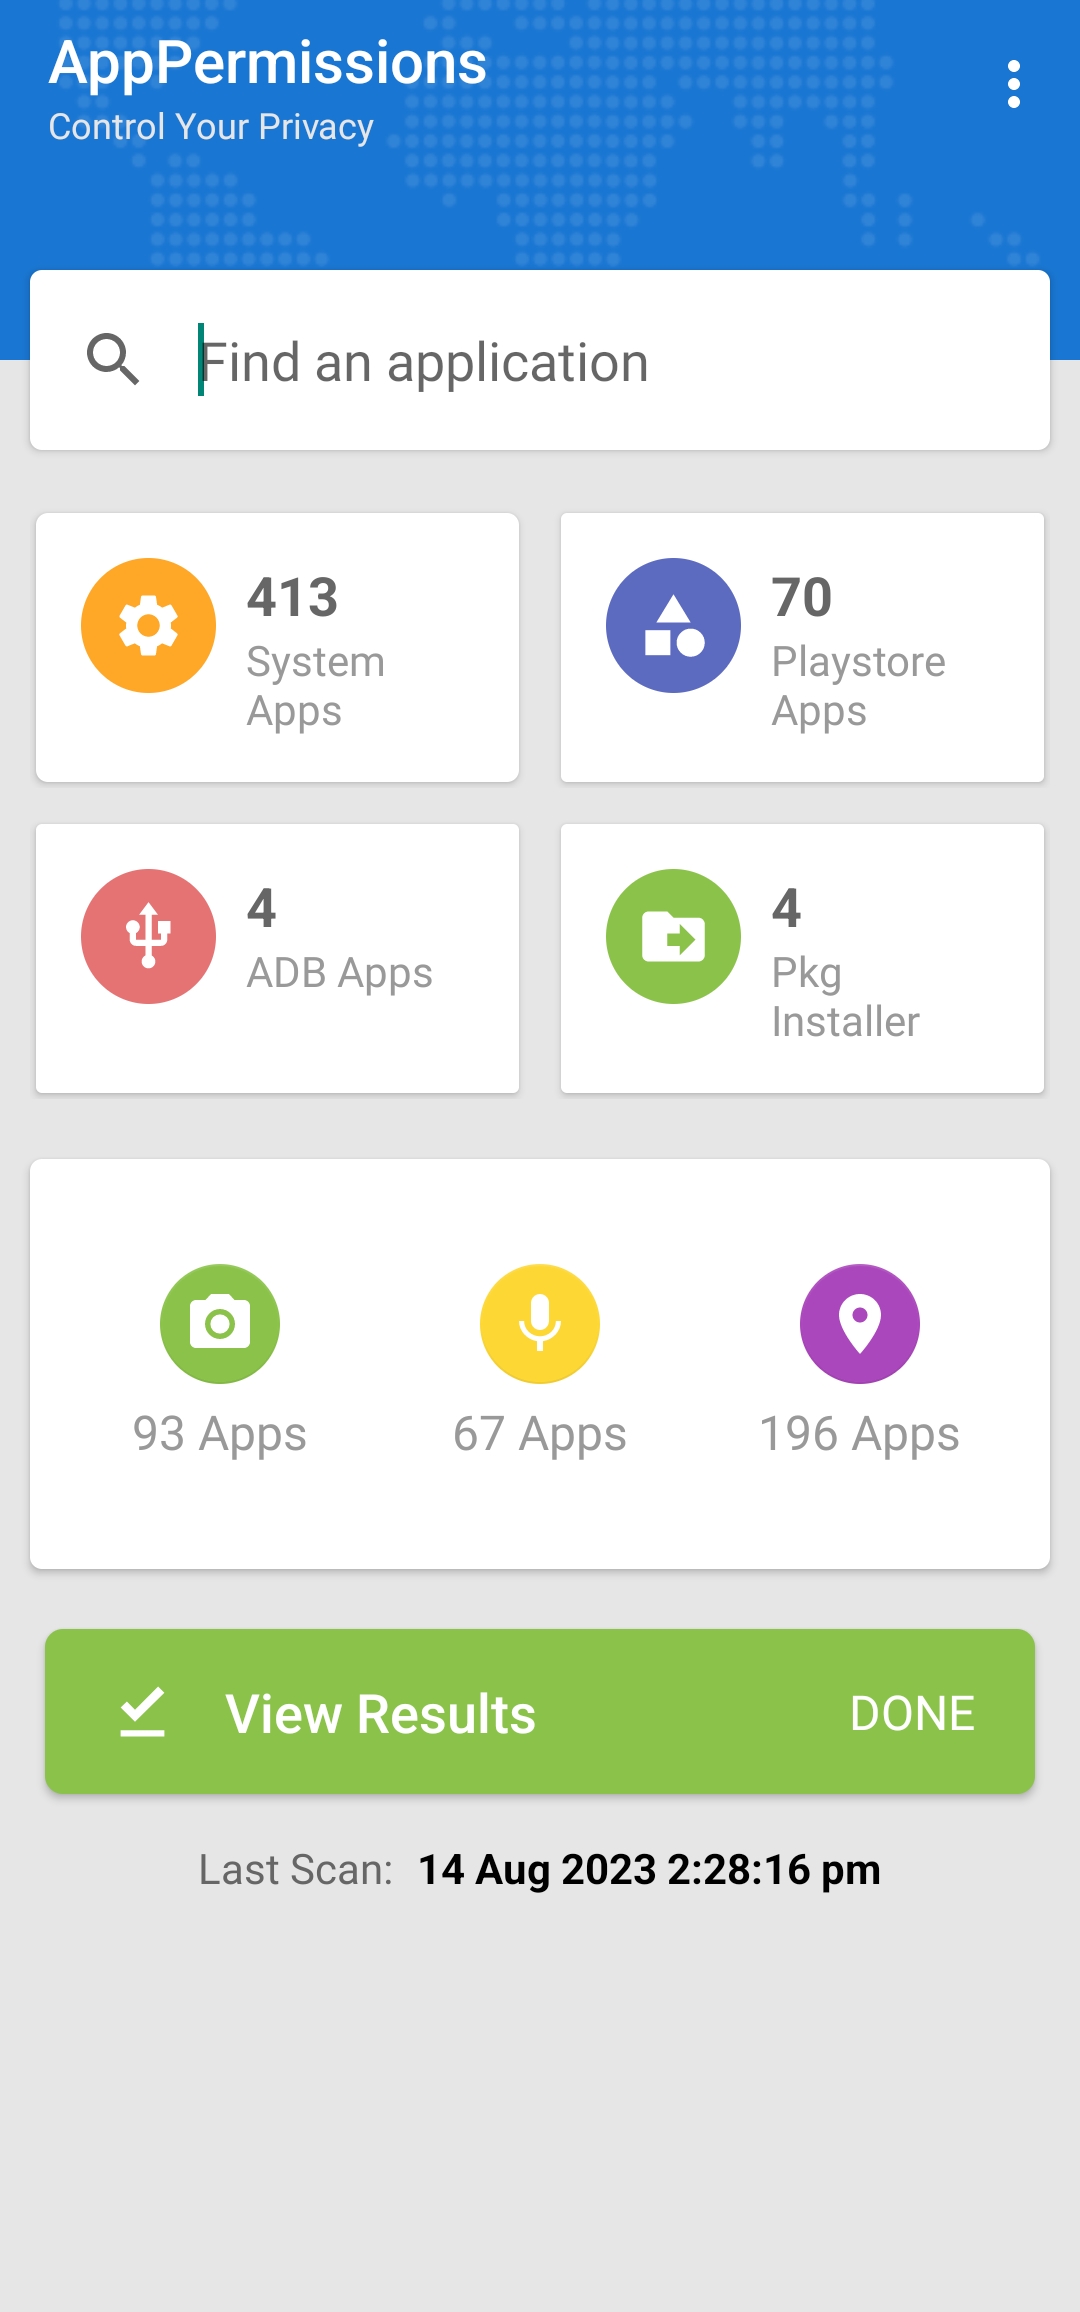 AppPermissions
Control Your Privacy
Find an application
413
System
Apps
70
Playstore
Apps
4
ADB Apps
4
Pkg
Installer
93 Apps
67 Apps
196 Apps
View Results
DONE
Last Scan: 14 Aug 2023 2:28:16 pm